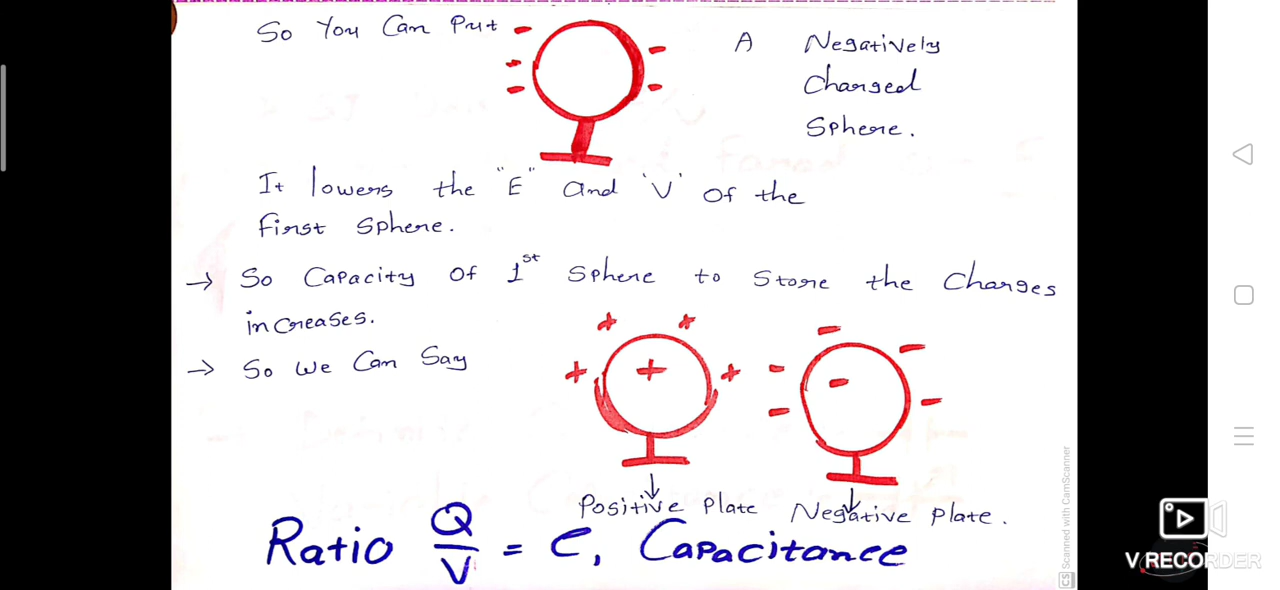 So You Can Put
A Negatively
Charged
Sphere.
It lowers the "E" and 'V' of the
first sphere.
→ So Capacity of 1st Sphere to Store the Charges
increases.
→ So we Can Say
+ + + + +
- - - - - -
Positive Plate
Negative Plate.
Ratio Q/V = C, Capacitance
CS Scanned with CamScanner
V RECORDER